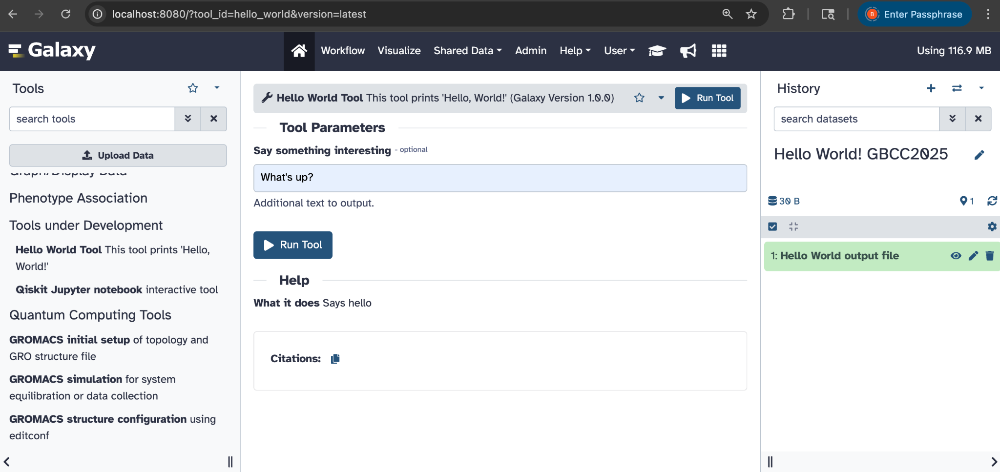 localhost:8080/?tool_id=hello_world&version=latest
B Enter Passphrase
Galaxy
Workflow Visualize Shared Data Admin Help User
Using 116.9 MB
Tools
search tools
Upload Data
Graph/Display Data
Phenotype Association
Tools under Development
Hello World Tool This tool prints 'Hello,
World!'
Qiskit Jupyter notebook interactive tool
Quantum Computing Tools
GROMACS initial setup of topology and
GRO structure file
GROMACS simulation for system
equilibration or data collection
GROMACS structure configuration using
editconf
Hello World Tool This tool prints 'Hello, World!' (Galaxy Version 1.0.0)
Run Tool
Tool Parameters
Say something interesting - optional
What's up?
Additional text to output.
Run Tool
Help
What it does Says hello
Citations:
History
search datasets
Hello World! GBCC2025
30 B
1
1: Hello World output file